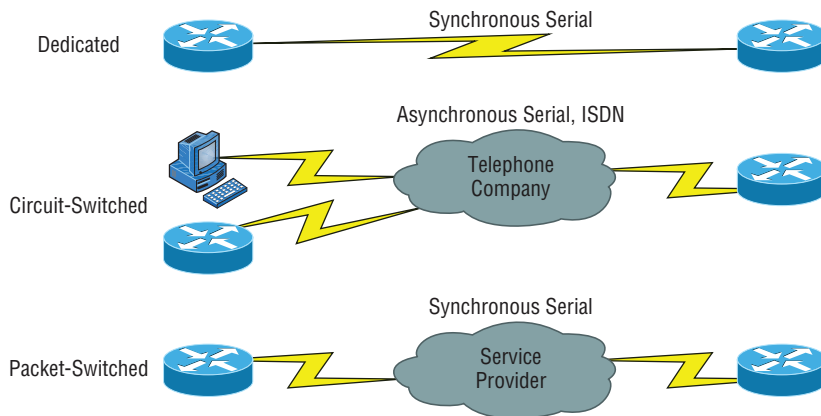 Synchronous Serial
Dedicated
Asynchronous Serial, ISDN
Telephone
Company
Circuit-Switched
Synchronous Serial
Service
Provider
Packet-Switched